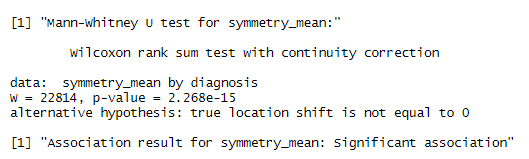 [1] "Mann-Whitney U test for symmetry_mean:"
Wilcoxon rank sum test with continuity correction
data:  symmetry_mean by diagnosis
W = 22814, p-value = 2.268e-15
alternative hypothesis: true location shift is not equal to 0
[1] "Association result for symmetry_mean: Significant association"